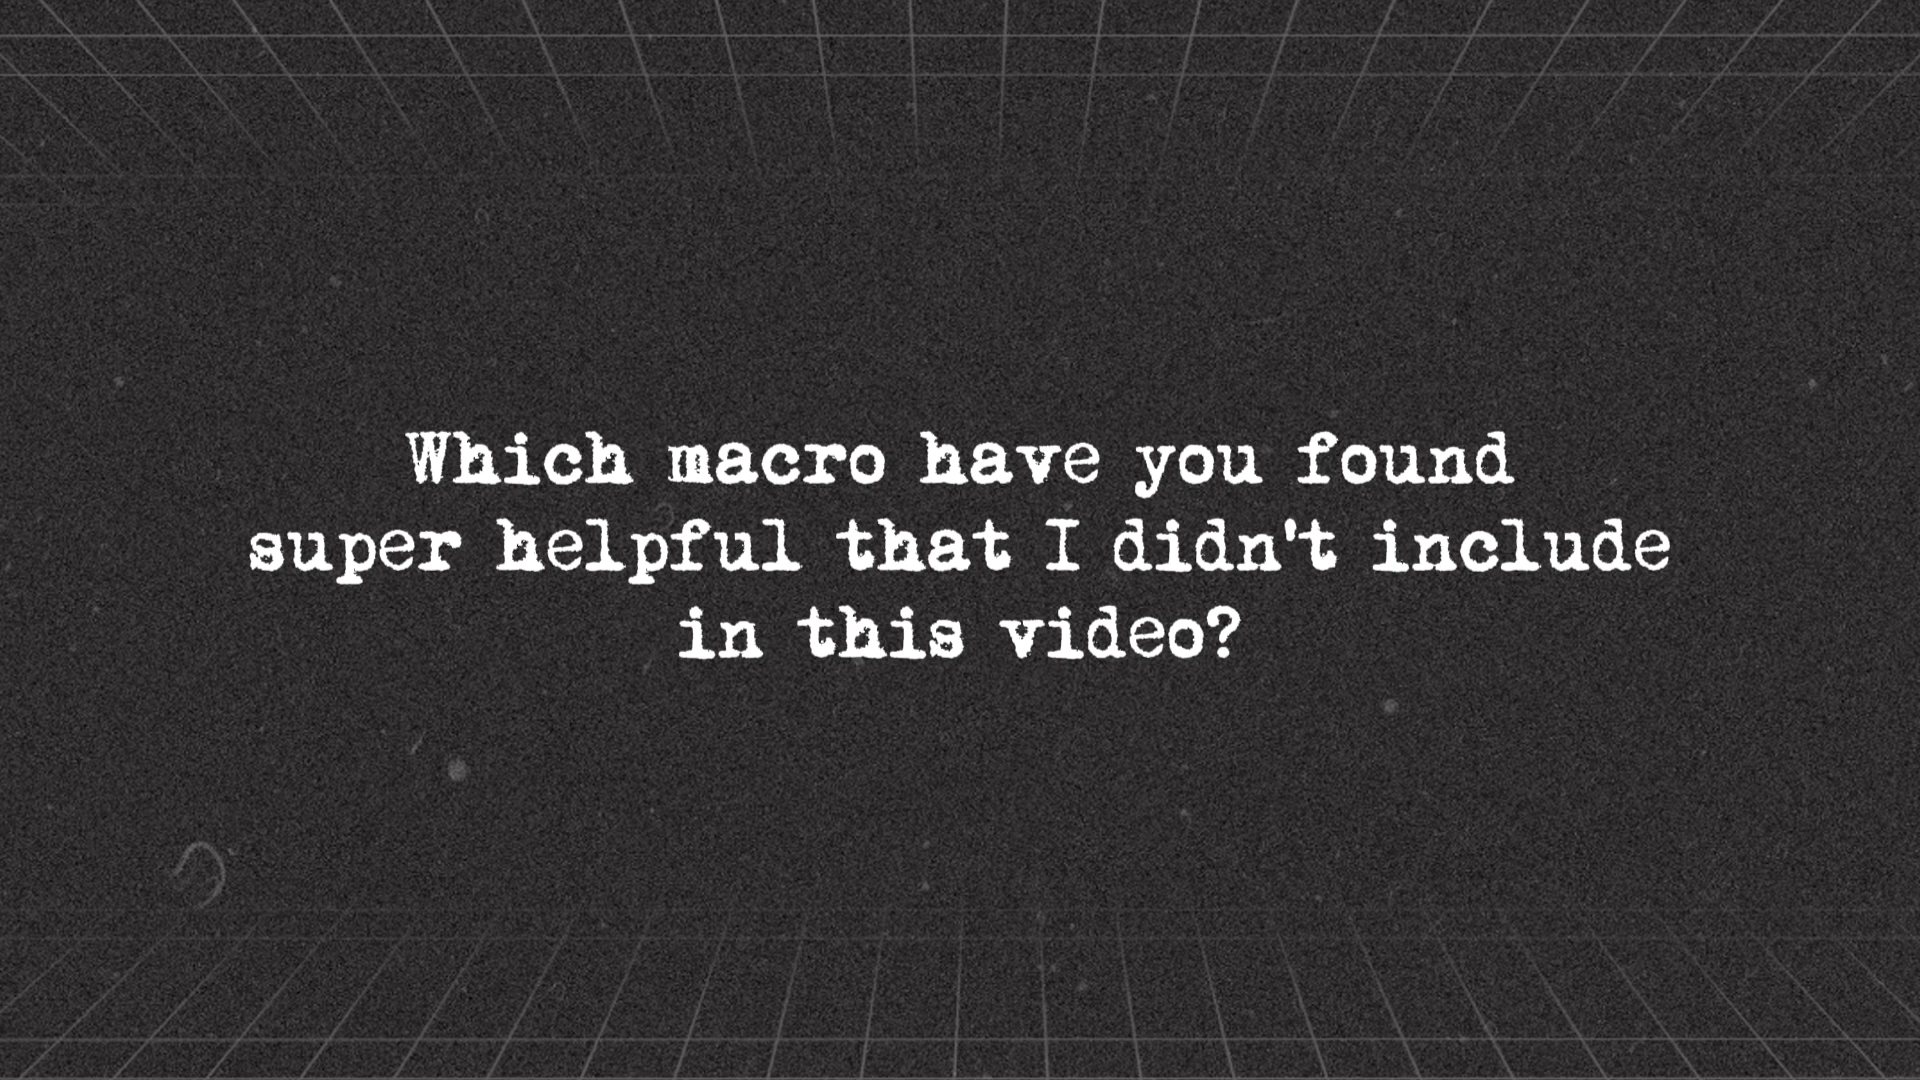 Which macro have you found
super helpful that I didn't include
in this video?